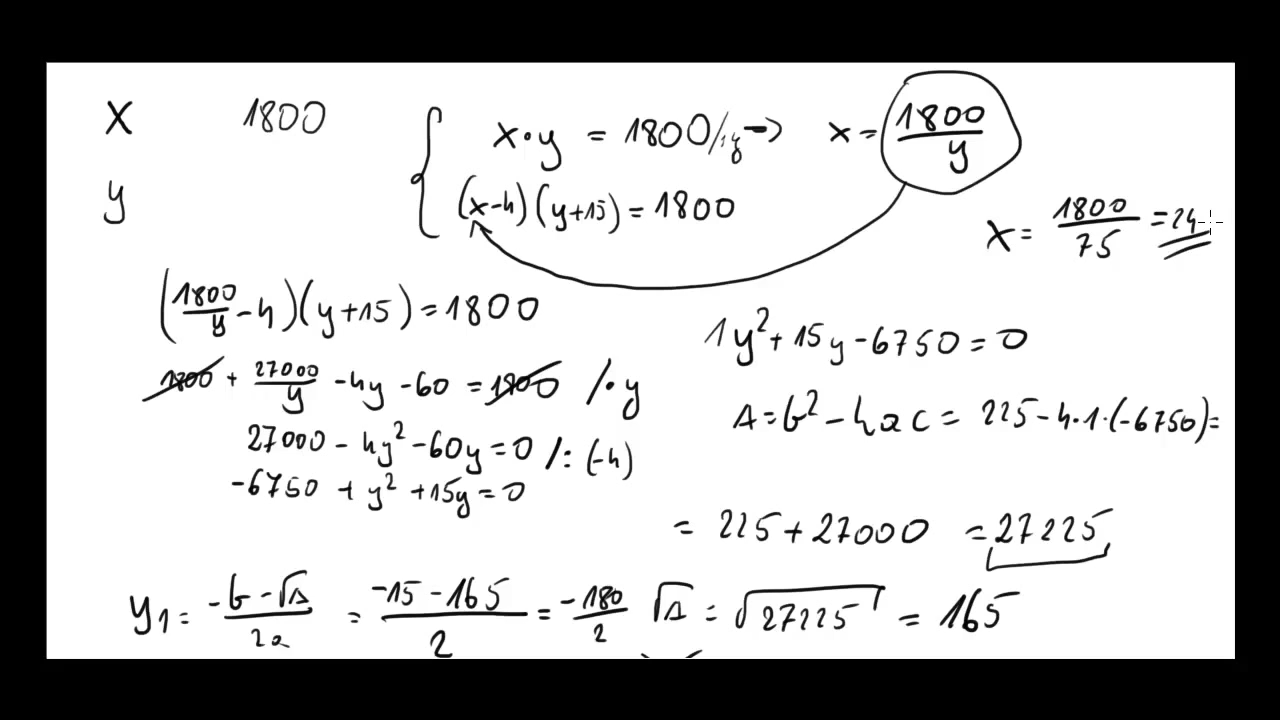 x 1800
y
{ x·y = 1800 /:y → x = 1800/y
(x-4)(y+15) = 1800
x = 1800/75 = 24
(1800/y - 4)(y+15) = 1800
1800 + 27000/y - 4y - 60 = 1800 /·y
27000 - 4y² - 60y = 0 /:(-4)
-6750 + y² + 15y = 0
1y² + 15y - 6750 = 0
Δ = b² - 4ac = 225 - 4·1·(-6750) =
= 225 + 27000 = 27225
√Δ = √27225 = 165
y₁ = (-b - √Δ)/2a = (-15 - 165)/2 = -180/2